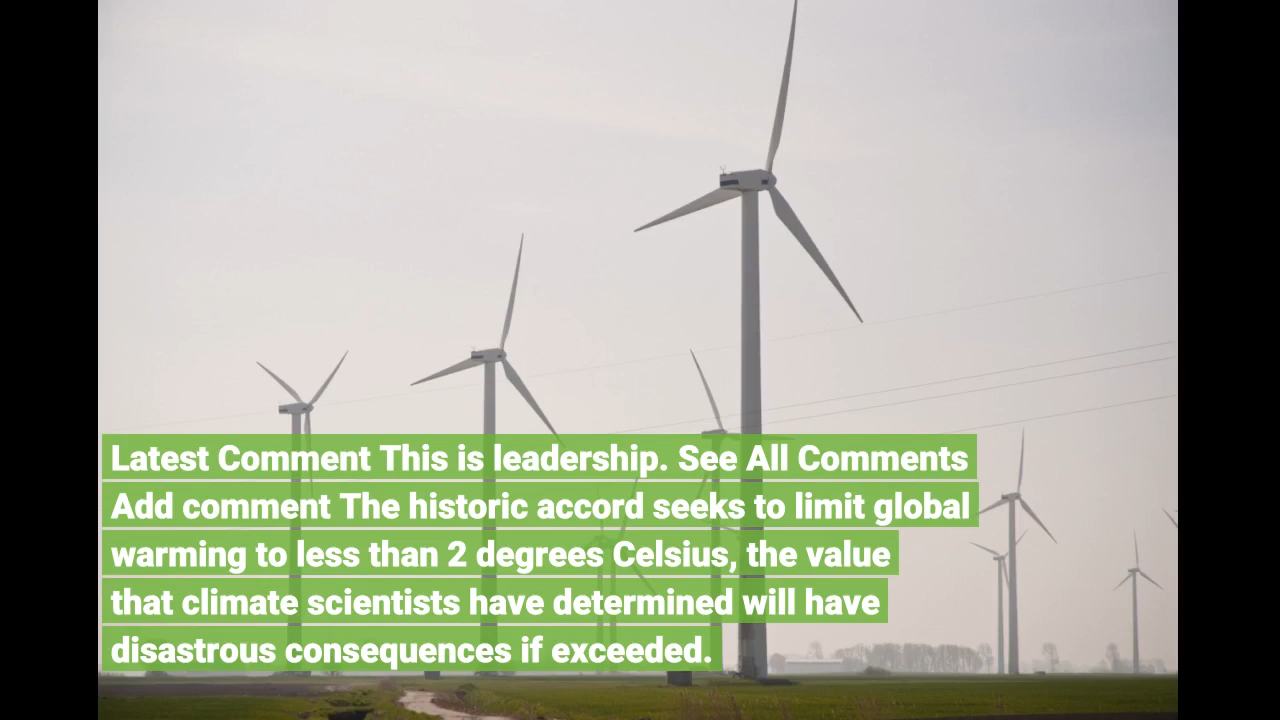 Latest Comment This is leadership. See All Comments
Add comment The historic accord seeks to limit global
warming to less than 2 degrees Celsius, the value
that climate scientists have determined will have
disastrous consequences if exceeded.